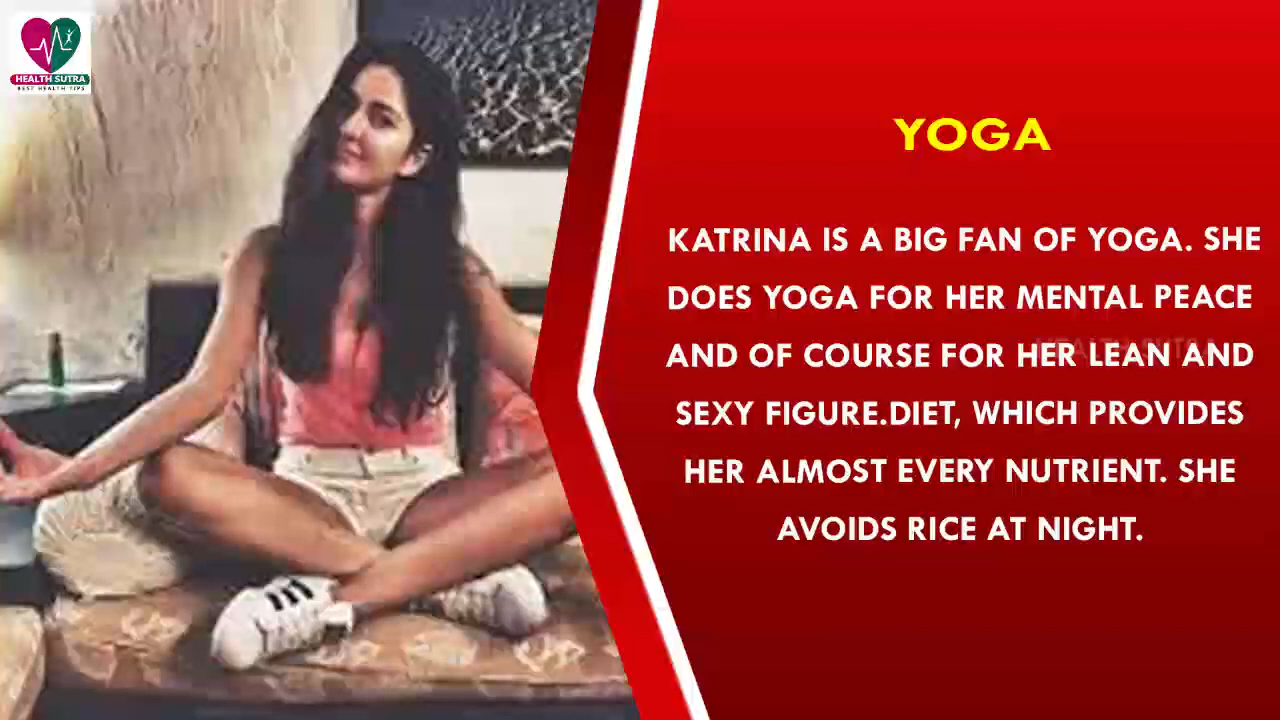 HEALTH SUTRA
BEST HEALTH TIPS
YOGA
KATRINA IS A BIG FAN OF YOGA. SHE
DOES YOGA FOR HER MENTAL PEACE
AND OF COURSE FOR HER LEAN AND
SEXY FIGURE.DIET, WHICH PROVIDES
HER ALMOST EVERY NUTRIENT. SHE
AVOIDS RICE AT NIGHT.
HEALTH SUTRA